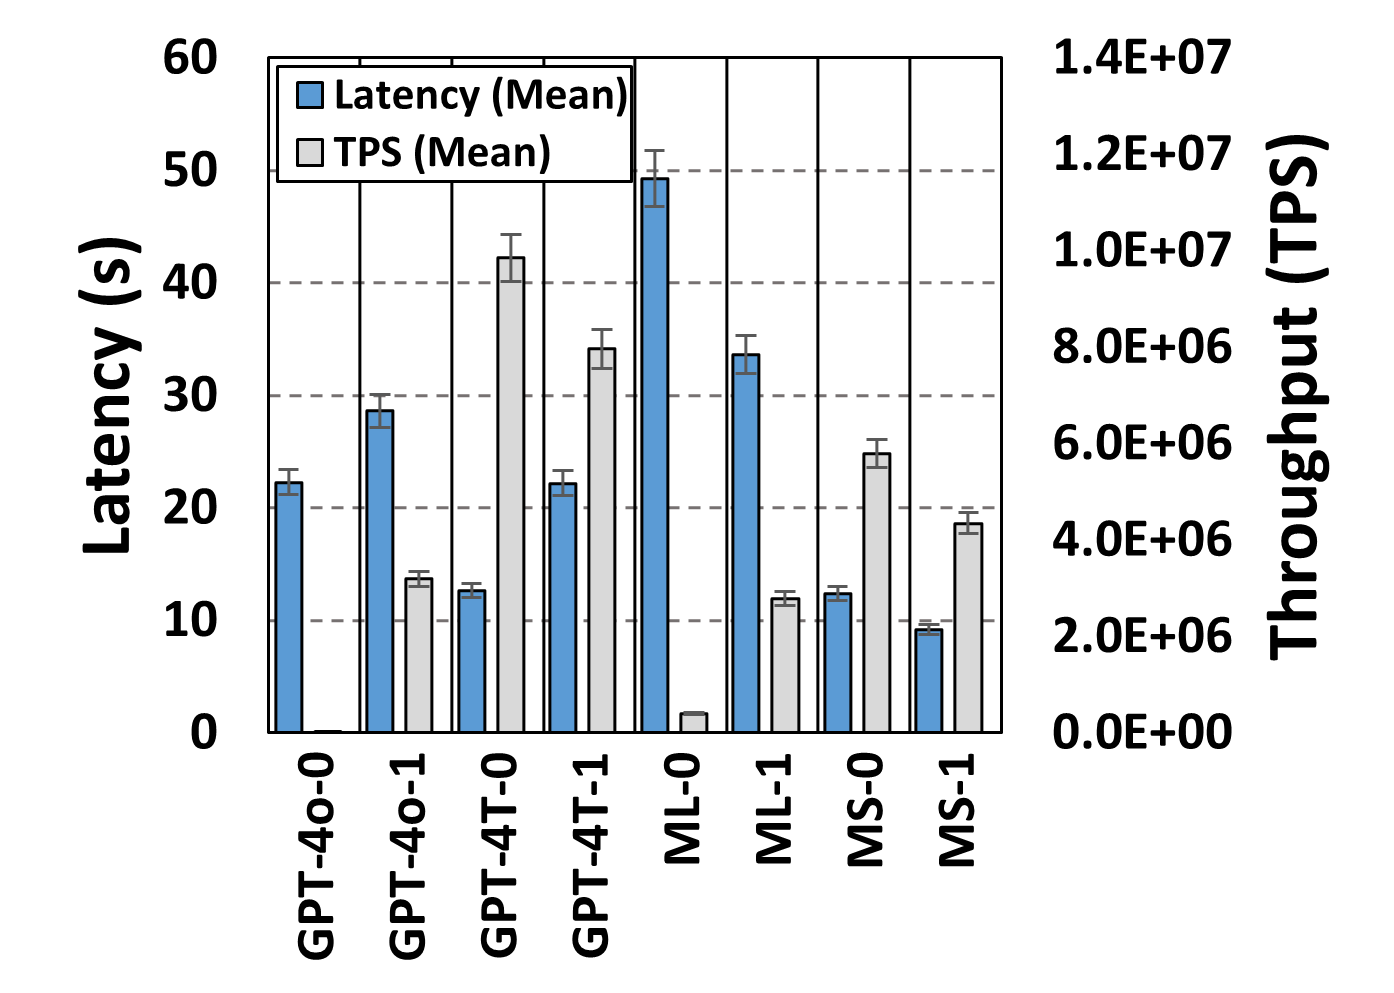 Latency (s)
60
50
40
30
20
10
0
Latency (Mean)
TPS (Mean)
1.4E+07
1.2E+07
1.0E+07
8.0E+06
6.0E+06
4.0E+06
2.0E+06
0.0E+00
Throughput (TPS)
GPT-4o-0
GPT-4o-1
GPT-4T-0
GPT-4T-1
ML-0
ML-1
MS-0
MS-1